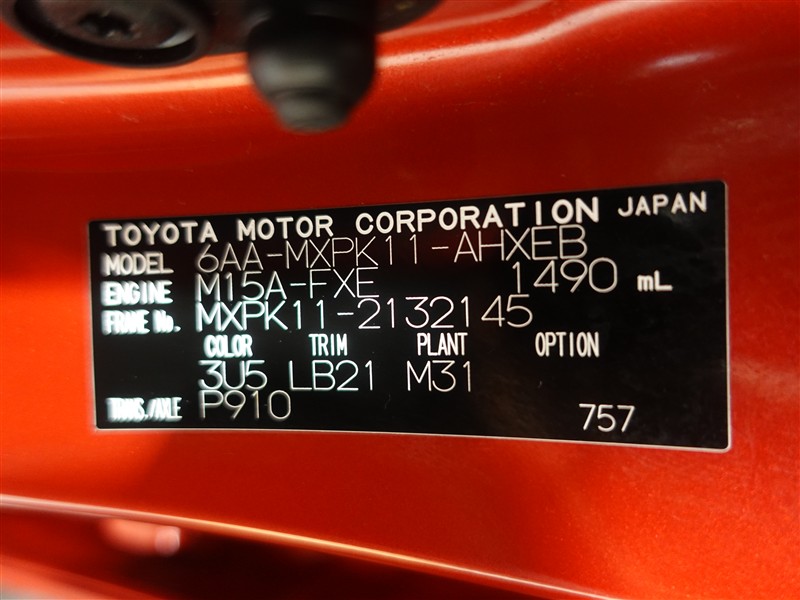 TOYOTA MOTOR CORPORATION JAPAN
MODEL 6AA-MXPK11-AHXEB
ENGINE M15A-FXE 1490 mL
FRAME No. MXPK11-2132145
COLOR TRIM PLANT OPTION
3U5 LB21 M31
TRANS./AXLE P910 757